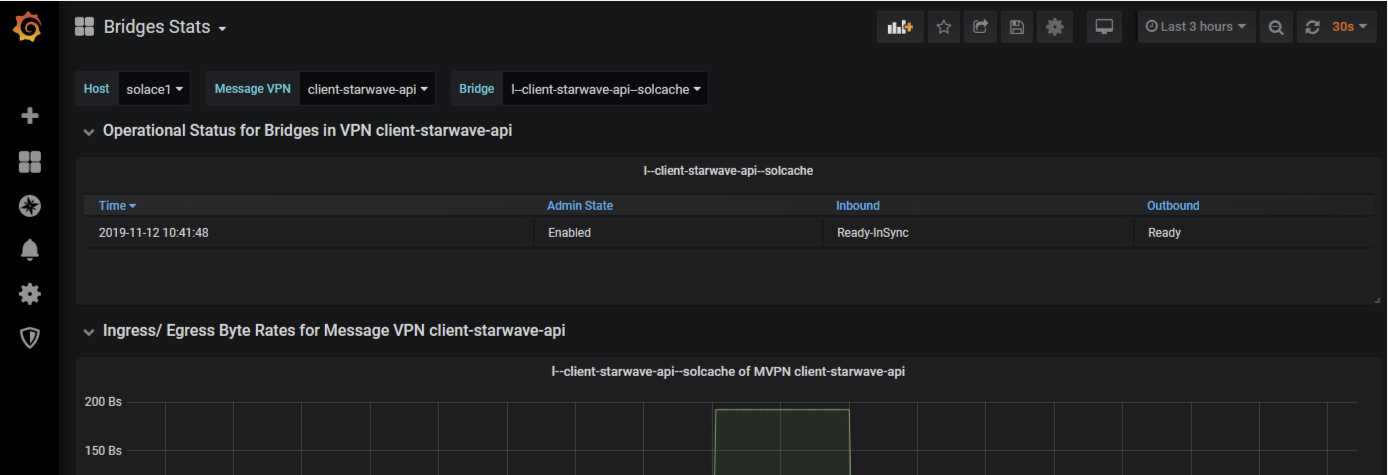 Bridges Stats
Last 3 hours 30s
Host solace1 Message VPN client-starwave-api Bridge l--client-starwave-api--solcache
Operational Status for Bridges in VPN client-starwave-api
l--client-starwave-api--solcache
Time Admin State Inbound Outbound
2019-11-12 10:41:48 Enabled Ready-InSync Ready
Ingress/ Egress Byte Rates for Message VPN client-starwave-api
l--client-starwave-api--solcache of MVPN client-starwave-api
200 Bs
150 Bs